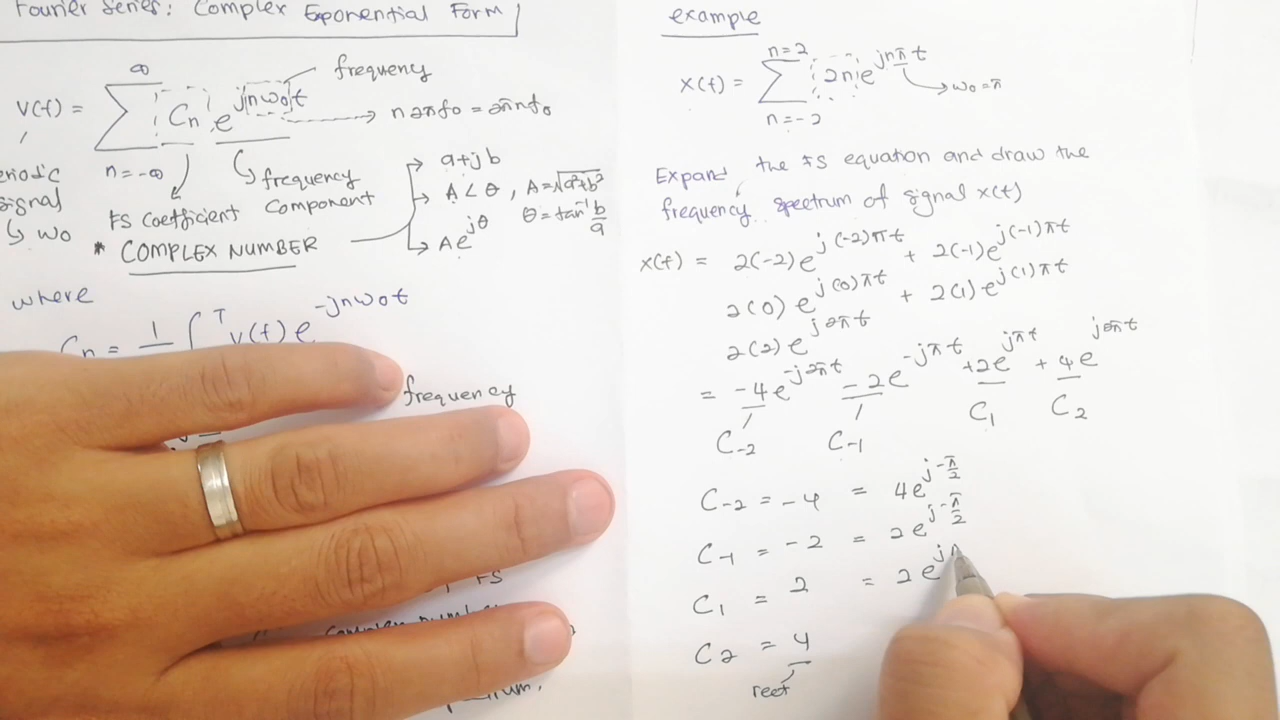 Fourier Series: Complex Exponential Form
∞
frequency
v(t) = Σ Cn e^{jnω0t} → n2πf0 = 2πnf0
n=-∞
frequency component
FS coefficient
eriodic signal
↳ ω0
* COMPLEX NUMBER
a+jb
A∠θ, A=√a²+b²
θ = tan⁻¹ b/a
Ae^{jθ}
where
Cn = 1 ∫ T v(t) e^{-jnω0t}
frequency
FS
example
n=2
x(t) = Σ 2n e^{jnπt} → ω0=π
n=-2
Expand the FS equation and draw the
frequency spectrum of signal x(t)
x(t) = 2(-2)e^{j(-2)πt} + 2(-1)e^{j(-1)πt}
2(0)e^{j(0)πt} + 2(1)e^{j(1)πt}
2(2)e^{j2πt}
= -4e^{-j2πt} -2e^{-jπt} +2e^{jπt} + 4e^{j2πt}
C-2 C-1 C1 C2
C-2 = -4 = 4e^{j-π/2}
C-1 = -2 = 2e^{j-π/2}
C1 = 2 = 2e^{j
C2 = 4